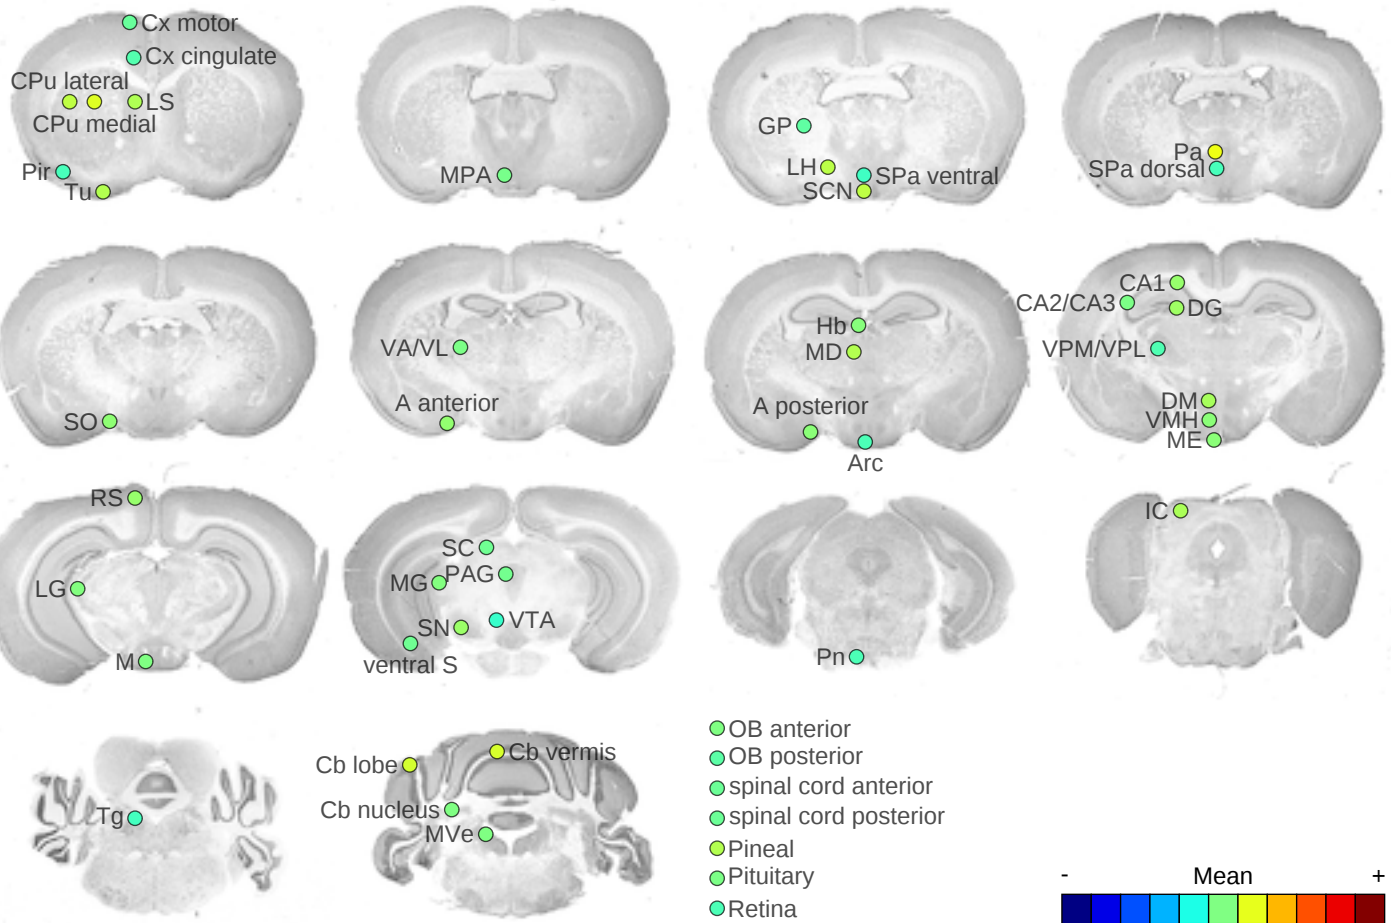 Cx motor
Cx cingulate
CPu lateral
LS
CPu medial
Pir
Tu
MPA
GP
LH
SPa ventral
SCN
Pa
SPa dorsal
SO
VA/VL
A anterior
Hb
MD
A posterior
Arc
CA1
CA2/CA3
DG
VPM/VPL
DM
VMH
ME
RS
LG
M
SC
MG
PAG
SN
VTA
ventral S
Pn
IC
Tg
Cb lobe
Cb vermis
Cb nucleus
MVe
OB anterior
OB posterior
spinal cord anterior
spinal cord posterior
Pineal
Pituitary
Retina
- Mean +